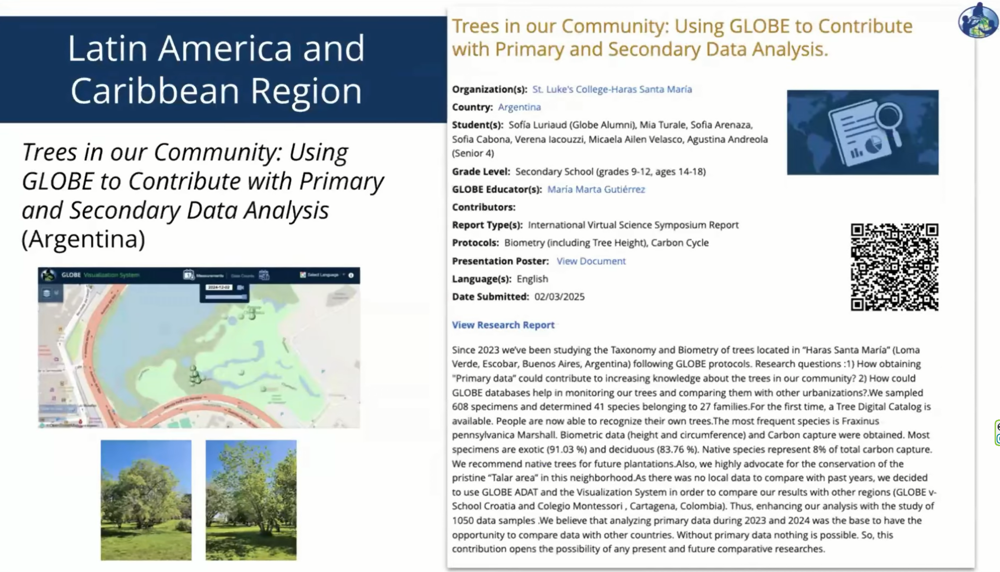 Latin America and
Caribbean Region
Trees in our Community: Using
GLOBE to Contribute with Primary
and Secondary Data Analysis
(Argentina)
GLOBE Visualization System
Measurements
Data Counts
Select Language
2024-12-02
Trees in our Community: Using GLOBE to Contribute
with Primary and Secondary Data Analysis.
Organization(s): St. Luke's College-Haras Santa María
Country: Argentina
Student(s): Sofía Luriaud (Globe Alumni), Mia Turale, Sofia Arenaza,
Sofia Cabona, Verena Iacouzzi, Micaela Ailen Velasco, Agustina Andreola
(Senior 4)
Grade Level: Secondary School (grades 9-12, ages 14-18)
GLOBE Educator(s): María Marta Gutiérrez
Contributors:
Report Type(s): International Virtual Science Symposium Report
Protocols: Biometry (including Tree Height), Carbon Cycle
Presentation Poster: View Document
Language(s): English
Date Submitted: 02/03/2025
View Research Report
Since 2023 we've been studying the Taxonomy and Biometry of trees located in “Haras Santa María” (Loma
Verde, Escobar, Buenos Aires, Argentina) following GLOBE protocols. Research questions :1) How obtaining
"Primary data” could contribute to increasing knowledge about the trees in our community? 2) How could
GLOBE databases help in monitoring our trees and comparing them with other urbanizations?.We sampled
608 specimens and determined 41 species belonging to 27 families.For the first time, a Tree Digital Catalog is
available. People are now able to recognize their own trees.The most frequent species is Fraxinus
pennsylvanica Marshall. Biometric data (height and circumference) and Carbon capture were obtained. Most
specimens are exotic (91.03 %) and deciduous (83.76 %). Native species represent 8% of total carbon capture.
We recommend native trees for future plantations.Also, we highly advocate for the conservation of the
pristine “Talar area” in this neighborhood.As there was no local data to compare with past years, we decided
to use GLOBE ADAT and the Visualization System in order to compare our results with other regions (GLOBE v-
School Croatia and Colegio Montessori , Cartagena, Colombia). Thus, enhancing our analysis with the study of
1050 data samples .We believe that analyzing primary data during 2023 and 2024 was the base to have the
opportunity to compare data with other countries. Without primary data nothing is possible. So, this
contribution opens the possibility of any present and future comparative researches.